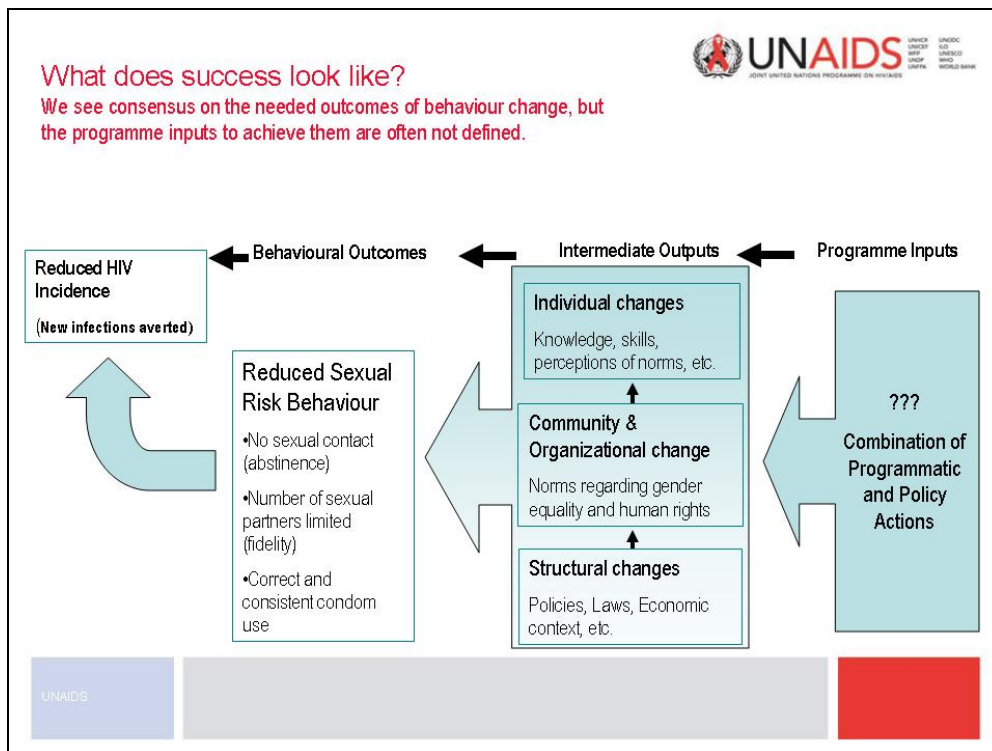 What does success look like?
We see consensus on the needed outcomes of behaviour change, but
the programme inputs to achieve them are often not defined.
UNAIDS
JOINT UNITED NATIONS PROGRAMME ON HIV/AIDS
UNHCR
UNICEF
WFP
UNDP
UNFPA
UNODC
ILO
UNESCO
WHO
WORLD BANK
Reduced HIV
Incidence
(New infections averted)
Behavioural Outcomes
Intermediate Outputs
Programme Inputs
Reduced Sexual
Risk Behaviour
•No sexual contact
(abstinence)
•Number of sexual
partners limited
(fidelity)
•Correct and
consistent condom
use
Individual changes
Knowledge, skills,
perceptions of norms, etc.
Community &
Organizational change
Norms regarding gender
equality and human rights
Structural changes
Policies, Laws, Economic
context, etc.
???
Combination of
Programmatic
and Policy
Actions
UNAIDS